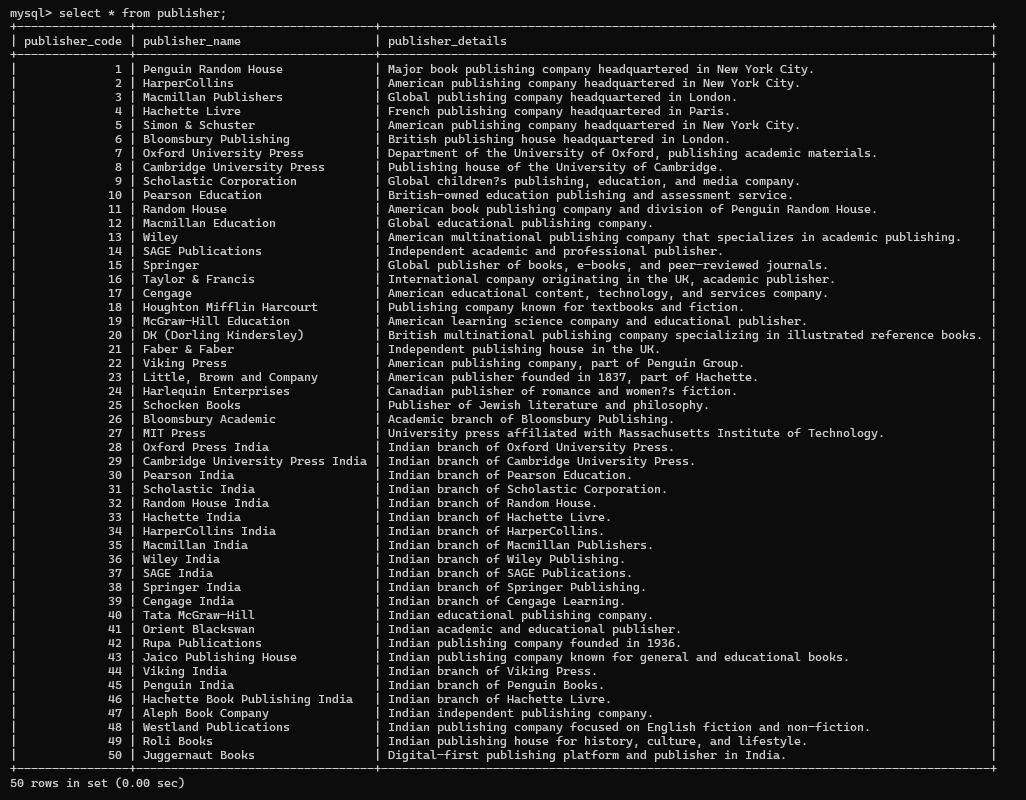 mysql> select * from publisher;
| publisher_code | publisher_name | publisher_details |
| 1 | Penguin Random House | Major book publishing company headquartered in New York City. |
| 2 | HarperCollins | American publishing company headquartered in New York City. |
| 3 | Macmillan Publishers | Global publishing company headquartered in London. |
| 4 | Hachette Livre | French publishing company headquartered in Paris. |
| 5 | Simon & Schuster | American publishing company headquartered in New York City. |
| 6 | Bloomsbury Publishing | British publishing house headquartered in London. |
| 7 | Oxford University Press | Department of the University of Oxford, publishing academic materials. |
| 8 | Cambridge University Press | Publishing house of the University of Cambridge. |
| 9 | Scholastic Corporation | Global children?s publishing, education, and media company. |
| 10 | Pearson Education | British-owned education publishing and assessment service. |
| 11 | Random House | American book publishing company and division of Penguin Random House. |
| 12 | Macmillan Education | Global educational publishing company. |
| 13 | Wiley | American multinational publishing company that specializes in academic publishing. |
| 14 | SAGE Publications | Independent academic and professional publisher. |
| 15 | Springer | Global publisher of books, e-books, and peer-reviewed journals. |
| 16 | Taylor & Francis | International company originating in the UK, academic publisher. |
| 17 | Cengage | American educational content, technology, and services company. |
| 18 | Houghton Mifflin Harcourt | Publishing company known for textbooks and fiction. |
| 19 | McGraw-Hill Education | American learning science company and educational publisher. |
| 20 | DK (Dorling Kindersley) | British multinational publishing company specializing in illustrated reference books. |
| 21 | Faber & Faber | Independent publishing house in the UK. |
| 22 | Viking Press | American publishing company, part of Penguin Group. |
| 23 | Little, Brown and Company | American publisher founded in 1837, part of Hachette. |
| 24 | Harlequin Enterprises | Canadian publisher of romance and women?s fiction. |
| 25 | Schocken Books | Publisher of Jewish literature and philosophy. |
| 26 | Bloomsbury Academic | Academic branch of Bloomsbury Publishing. |
| 27 | MIT Press | University press affiliated with Massachusetts Institute of Technology. |
| 28 | Oxford Press India | Indian branch of Oxford University Press. |
| 29 | Cambridge University Press India | Indian branch of Cambridge University Press. |
| 30 | Pearson India | Indian branch of Pearson Education. |
| 31 | Scholastic India | Indian branch of Scholastic Corporation. |
| 32 | Random House India | Indian branch of Random House. |
| 33 | Hachette India | Indian branch of Hachette Livre. |
| 34 | HarperCollins India | Indian branch of HarperCollins. |
| 35 | Macmillan India | Indian branch of Macmillan Publishers. |
| 36 | Wiley India | Indian branch of Wiley Publishing. |
| 37 | SAGE India | Indian branch of SAGE Publications. |
| 38 | Springer India | Indian branch of Springer Publishing. |
| 39 | Cengage India | Indian branch of Cengage Learning. |
| 40 | Tata McGraw-Hill | Indian educational publishing company. |
| 41 | Orient Blackswan | Indian academic and educational publisher. |
| 42 | Rupa Publications | Indian publishing company founded in 1936. |
| 43 | Jaico Publishing House | Indian publishing company known for general and educational books. |
| 44 | Viking India | Indian branch of Viking Press. |
| 45 | Penguin India | Indian branch of Penguin Books. |
| 46 | Hachette Book Publishing India | Indian branch of Hachette Livre. |
| 47 | Aleph Book Company | Indian independent publishing company. |
| 48 | Westland Publications | Indian publishing company focused on English fiction and non-fiction. |
| 49 | Roli Books | Indian publishing house for history, culture, and lifestyle. |
| 50 | Juggernaut Books | Digital-first publishing platform and publisher in India. |
50 rows in set (0.00 sec)